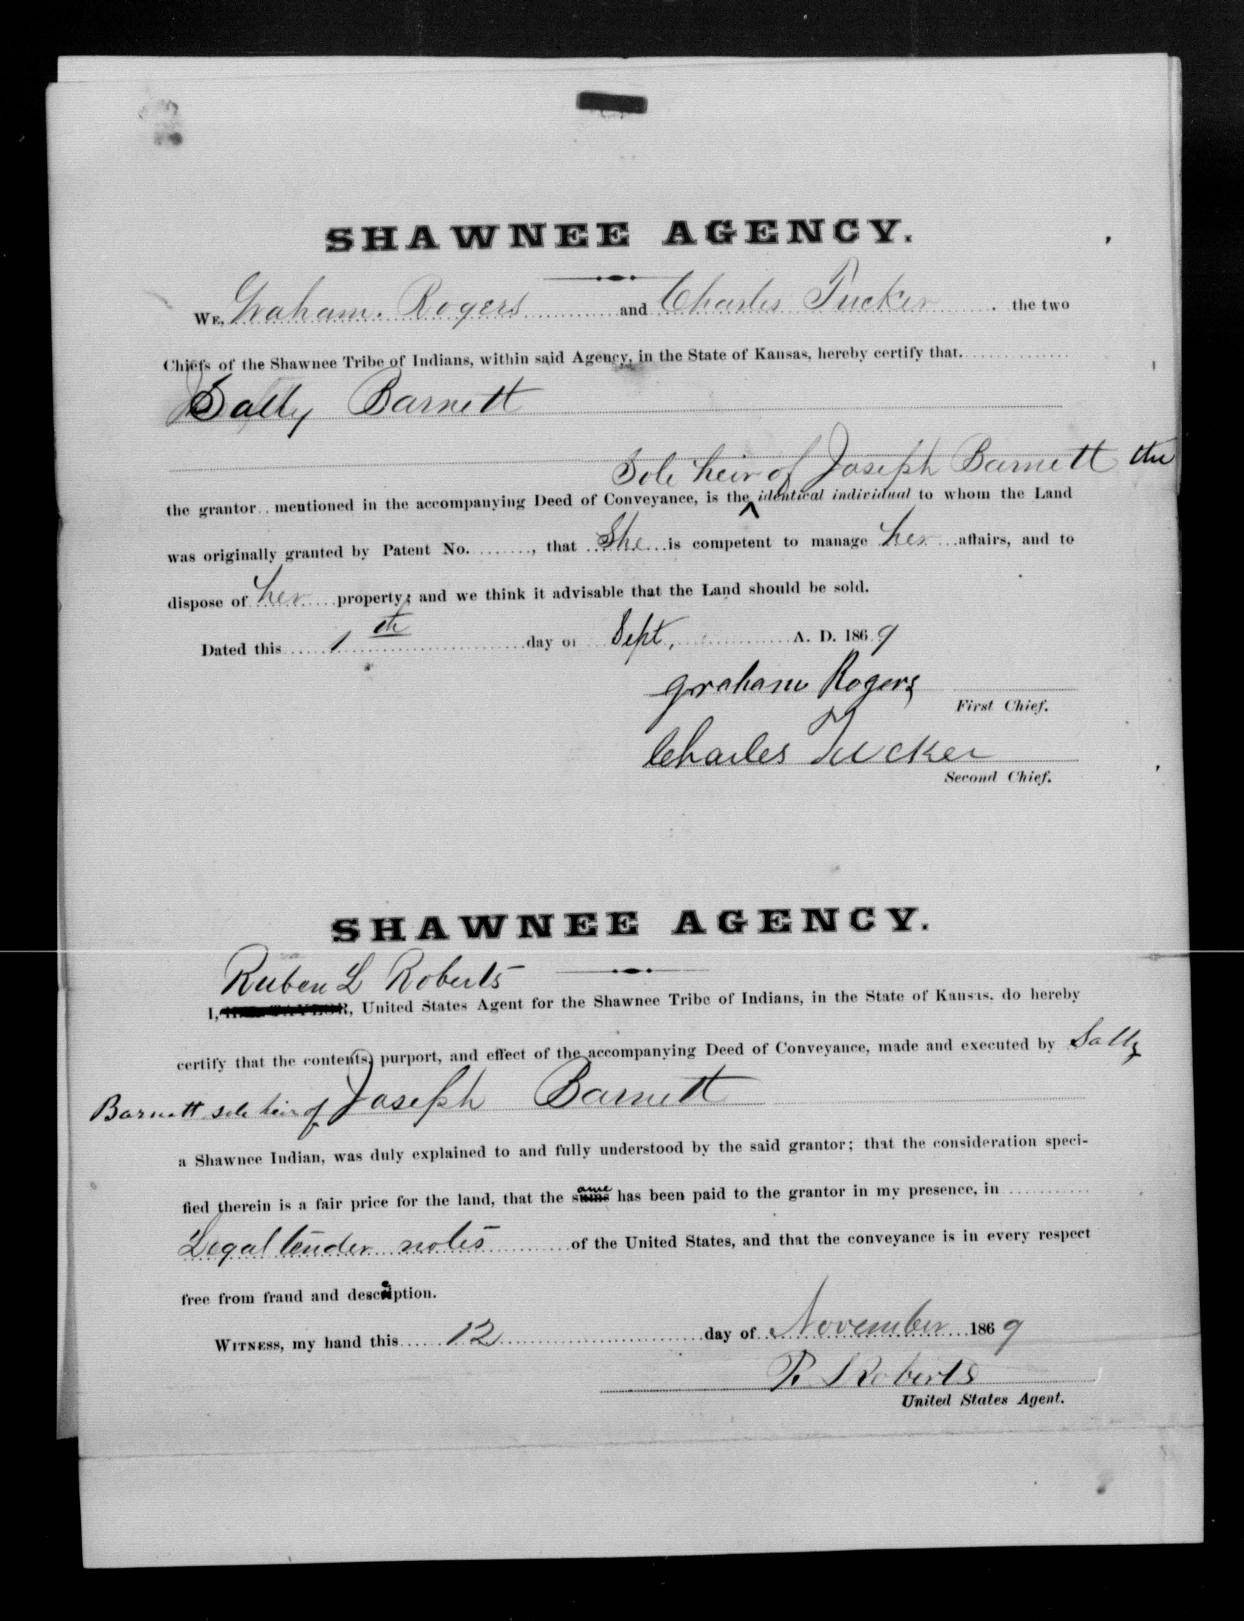 SHAWNEE AGENCY.
WE, Graham. Rogers and Charles Tucker. the two
Chiefs of the Shawnee Tribe of Indians, within said Agency, in the State of Kansas, hereby certify that
Sally Barnett
Sole heir of Joseph Barnett the
the grantor mentioned in the accompanying Deed of Conveyance, is the ^ identical individual to whom the Land
was originally granted by Patent No. , that She is competent to manage her affairs, and to
dispose of her property; and we think it advisable that the Land should be sold.
Dated this 1th day of Sept, A. D. 1869
Graham Rogers
First Chief.
Charles Tucker
Second Chief.
SHAWNEE AGENCY.
Ruben L Roberts
I, , United States Agent for the Shawnee Tribe of Indians, in the State of Kansas, do hereby
certify that the contents, purport, and effect of the accompanying Deed of Conveyance, made and executed by Sally
Barnett sole heir of Joseph Barnett
a Shawnee Indian, was duly explained to and fully understood by the said grantor; that the consideration speci-
fied therein is a fair price for the land, that the same has been paid to the grantor in my presence, in
Legal tender notes of the United States, and that the conveyance is in every respect
free from fraud and deception.
WITNESS, my hand this 12 day of November 1869
R L Roberts
United States Agent.